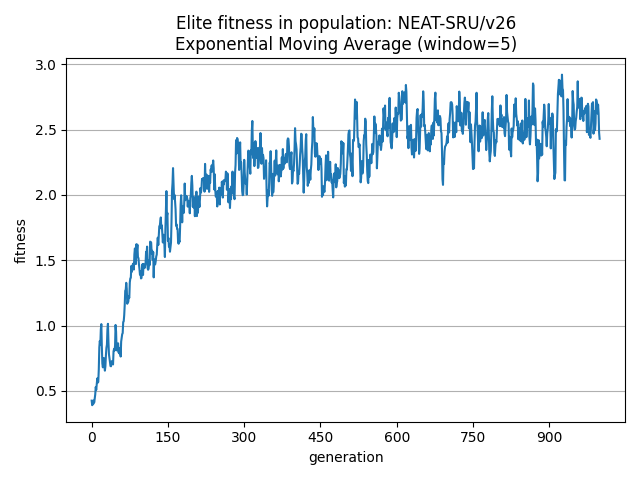 Elite fitness in population: NEAT-SRU/v26
Exponential Moving Average (window=5)
fitness
3.0
2.5
2.0
1.5
1.0
0.5
0 150 300 450 600 750 900
generation